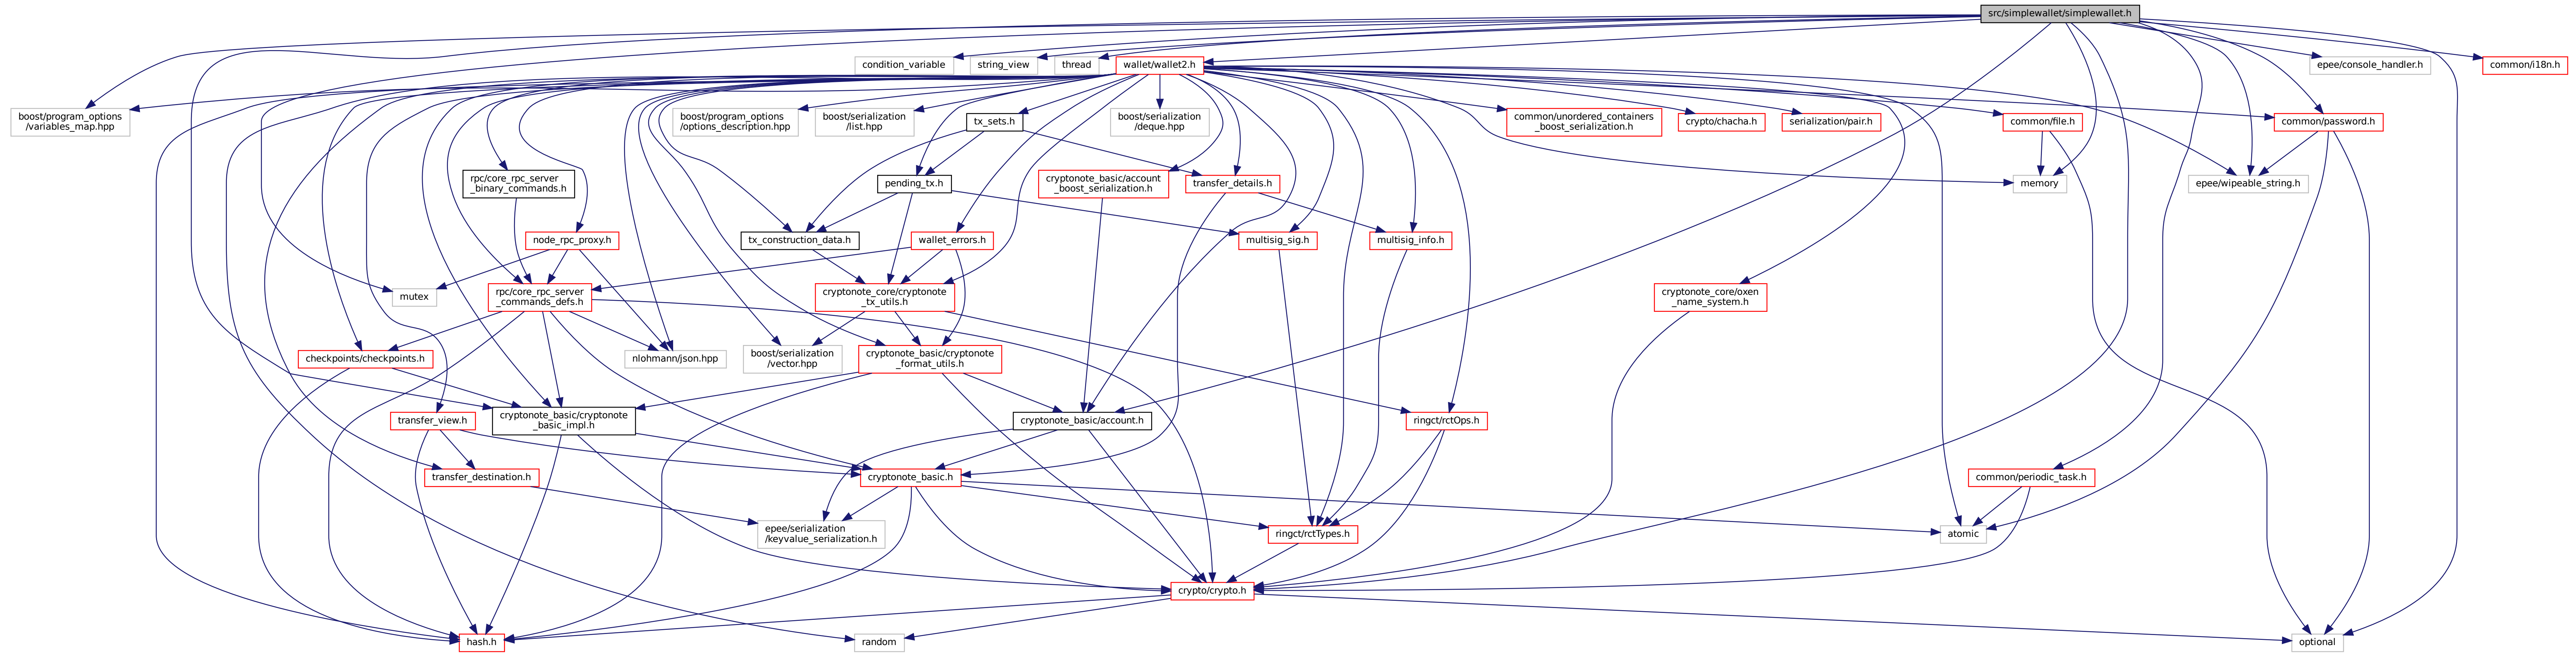 src/simplewallet/simplewallet.h
condition_variable
string_view
thread
wallet/wallet2.h
epee/console_handler.h
common/i18n.h
boost/program_options
/variables_map.hpp
boost/program_options
/options_description.hpp
boost/serialization
/list.hpp
tx_sets.h
boost/serialization
/deque.hpp
common/unordered_containers
_boost_serialization.h
crypto/chacha.h
serialization/pair.h
common/file.h
common/password.h
rpc/core_rpc_server
_binary_commands.h
pending_tx.h
cryptonote_basic/account
_boost_serialization.h
transfer_details.h
memory
epee/wipeable_string.h
node_rpc_proxy.h
tx_construction_data.h
wallet_errors.h
multisig_sig.h
multisig_info.h
mutex
rpc/core_rpc_server
_commands_defs.h
cryptonote_core/cryptonote
_tx_utils.h
cryptonote_core/oxen
_name_system.h
checkpoints/checkpoints.h
nlohmann/json.hpp
boost/serialization
/vector.hpp
cryptonote_basic/cryptonote
_format_utils.h
transfer_view.h
cryptonote_basic/cryptonote
_basic_impl.h
cryptonote_basic/account.h
ringct/rctOps.h
transfer_destination.h
cryptonote_basic.h
common/periodic_task.h
epee/serialization
/keyvalue_serialization.h
ringct/rctTypes.h
atomic
crypto/crypto.h
hash.h
random
optional